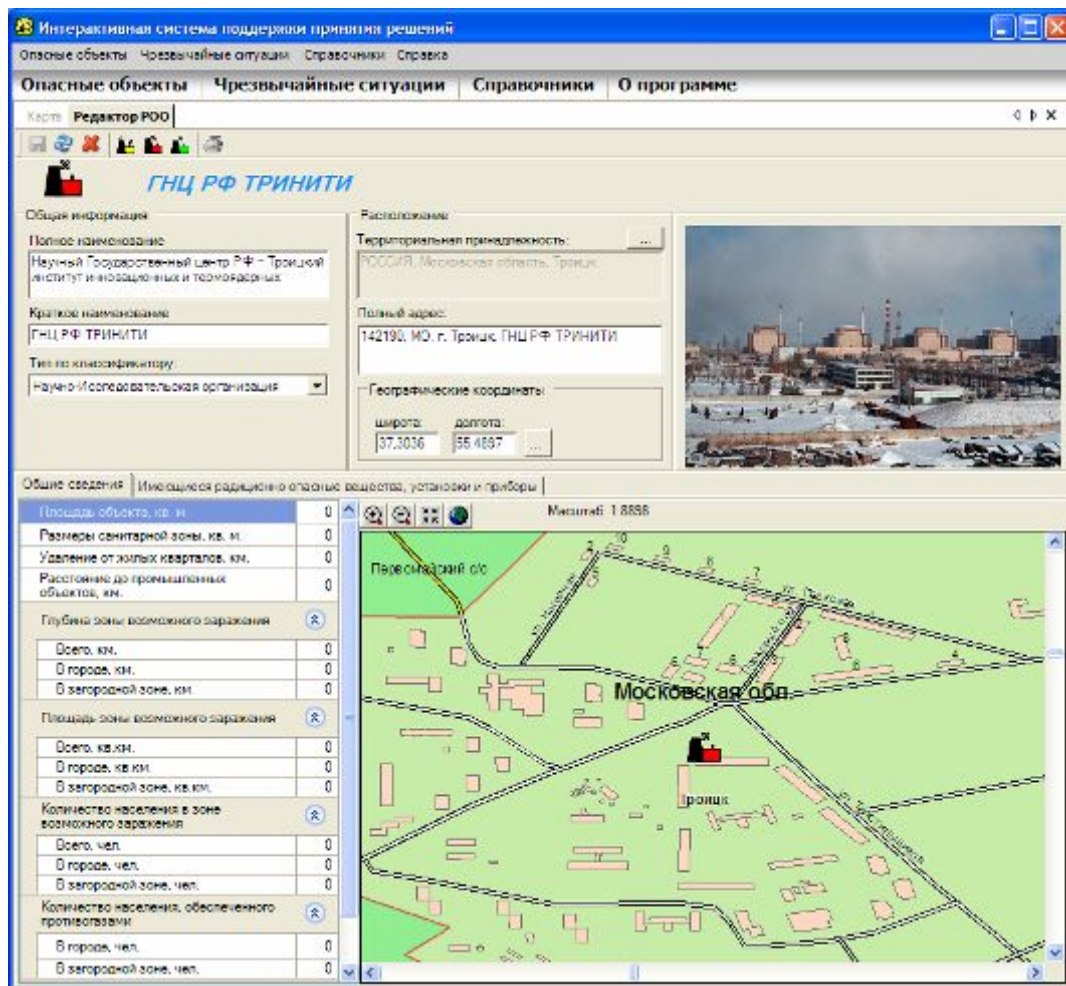 Интерактивная система поддержки принятия решений
Опасные объекты Чрезвычайные ситуации Справочники Справка
Опасные объекты Чрезвычайные ситуации Справочники О программе
Карта Редактор РОО
ГНЦ РФ ТРИНИТИ
Общая информация
Полное наименование
Научный Государственный центр РФ - Троицкий
институт инновационных и термоядерных
Краткое наименование
ГНЦ РФ ТРИНИТИ
Тип по классификатору:
Научно-Исследовательская организация
Расположение
Территориальная принадлежность:
...
РОССИЯ, Московская область, Троицк
Полный адрес:
142190, МО, г. Троицк, ГНЦ РФ ТРИНИТИ
Географические координаты
широта: долгота:
37,3036 55,4897 ...
Общие сведения Имеющиеся радиционно опасные вещества, установки и приборы
Площадь объекта, кв. м. 0
Размеры санитарной зоны, кв. м. 0
Удаление от жилых кварталов, км. 0
Расстояние до промышленных
объектов, км. 0
Глубина зоны возможного заражения
Всего, км. 0
В городе, км. 0
В загородной зоне, км. 0
Площадь зоны возможного заражения
Всего, кв.км. 0
В городе, кв.км. 0
В загородной зоне, кв.км. 0
Количество населения в зоне
возможного заражения
Всего, чел. 0
В городе, чел. 0
В загородной зоне, чел. 0
Количество населения, обеспеченного
противогазами
В городе, чел. 0
В загородной зоне, чел. 0
Масштаб 1:8898
Первомайский с/с
2
10
9
8
7
4
Московская обл.
Троицк